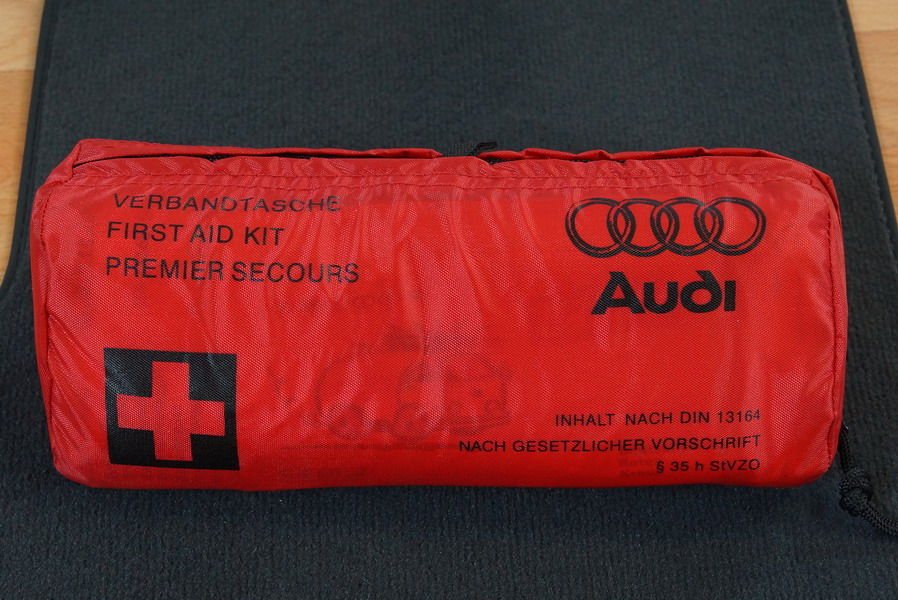 VERBANDTASCHE
FIRST AID KIT
PREMIER SECOURS
Audi
INHALT NACH DIN 13164
NACH GESETZLICHER VORSCHRIFT
§ 35 h StVZO